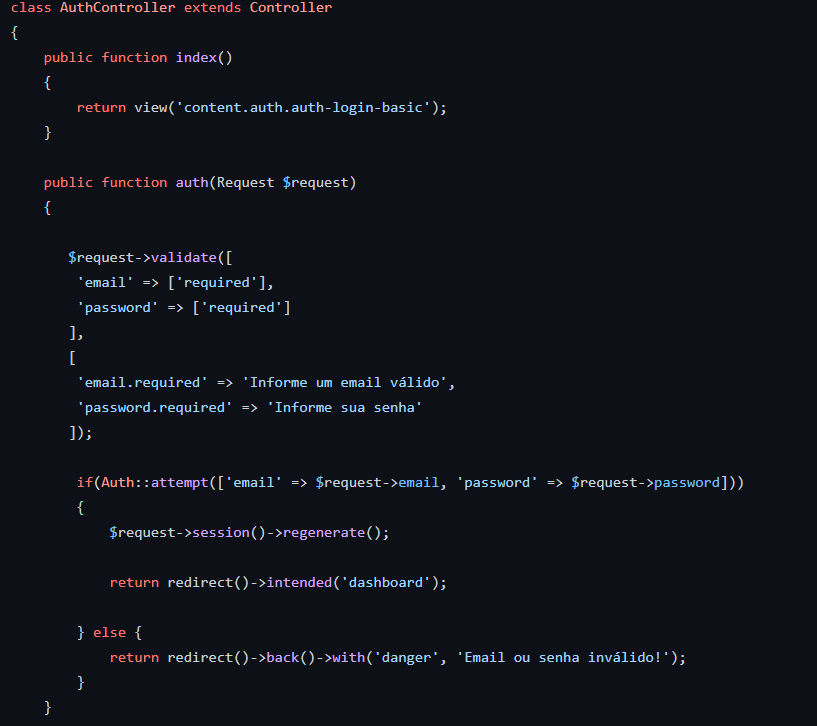 class AuthController extends Controller
{
public function index()
{
return view('content.auth.auth-login-basic');
}
public function auth(Request $request)
{
$request->validate([
'email' => ['required'],
'password' => ['required']
],
[
'email.required' => 'Informe um email válido',
'password.required' => 'Informe sua senha'
]);
if(Auth::attempt(['email' => $request->email, 'password' => $request->password]))
{
$request->session()->regenerate();
return redirect()->intended('dashboard');
} else {
return redirect()->back()->with('danger', 'Email ou senha inválido!');
}
}